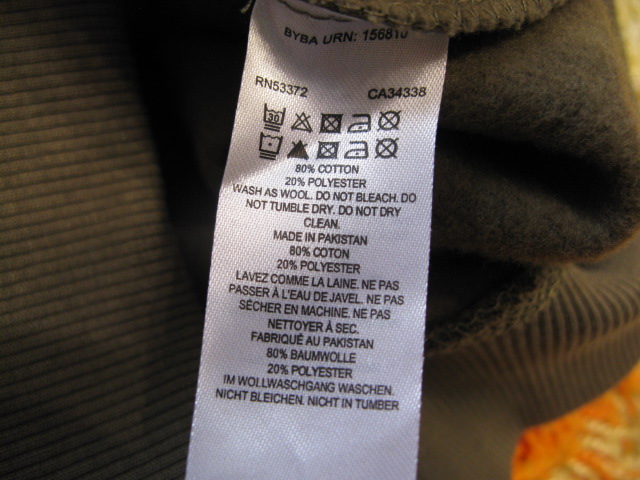 BYBA URN: 156810
RN53372 CA34338
30
80% COTTON
20% POLYESTER
WASH AS WOOL. DO NOT BLEACH. DO
NOT TUMBLE DRY. DO NOT DRY
CLEAN.
MADE IN PAKISTAN
80% COTON
20% POLYESTER
LAVEZ COMME LA LAINE. NE PAS
PASSER À L'EAU DE JAVEL. NE PAS
SÉCHER EN MACHINE. NE PAS
NETTOYER À SEC.
FABRIQUÉ AU PAKISTAN
80% BAUMWOLLE
20% POLYESTER
IM WOLLWASCHGANG WASCHEN.
NICHT BLEICHEN. NICHT IN TUMBER